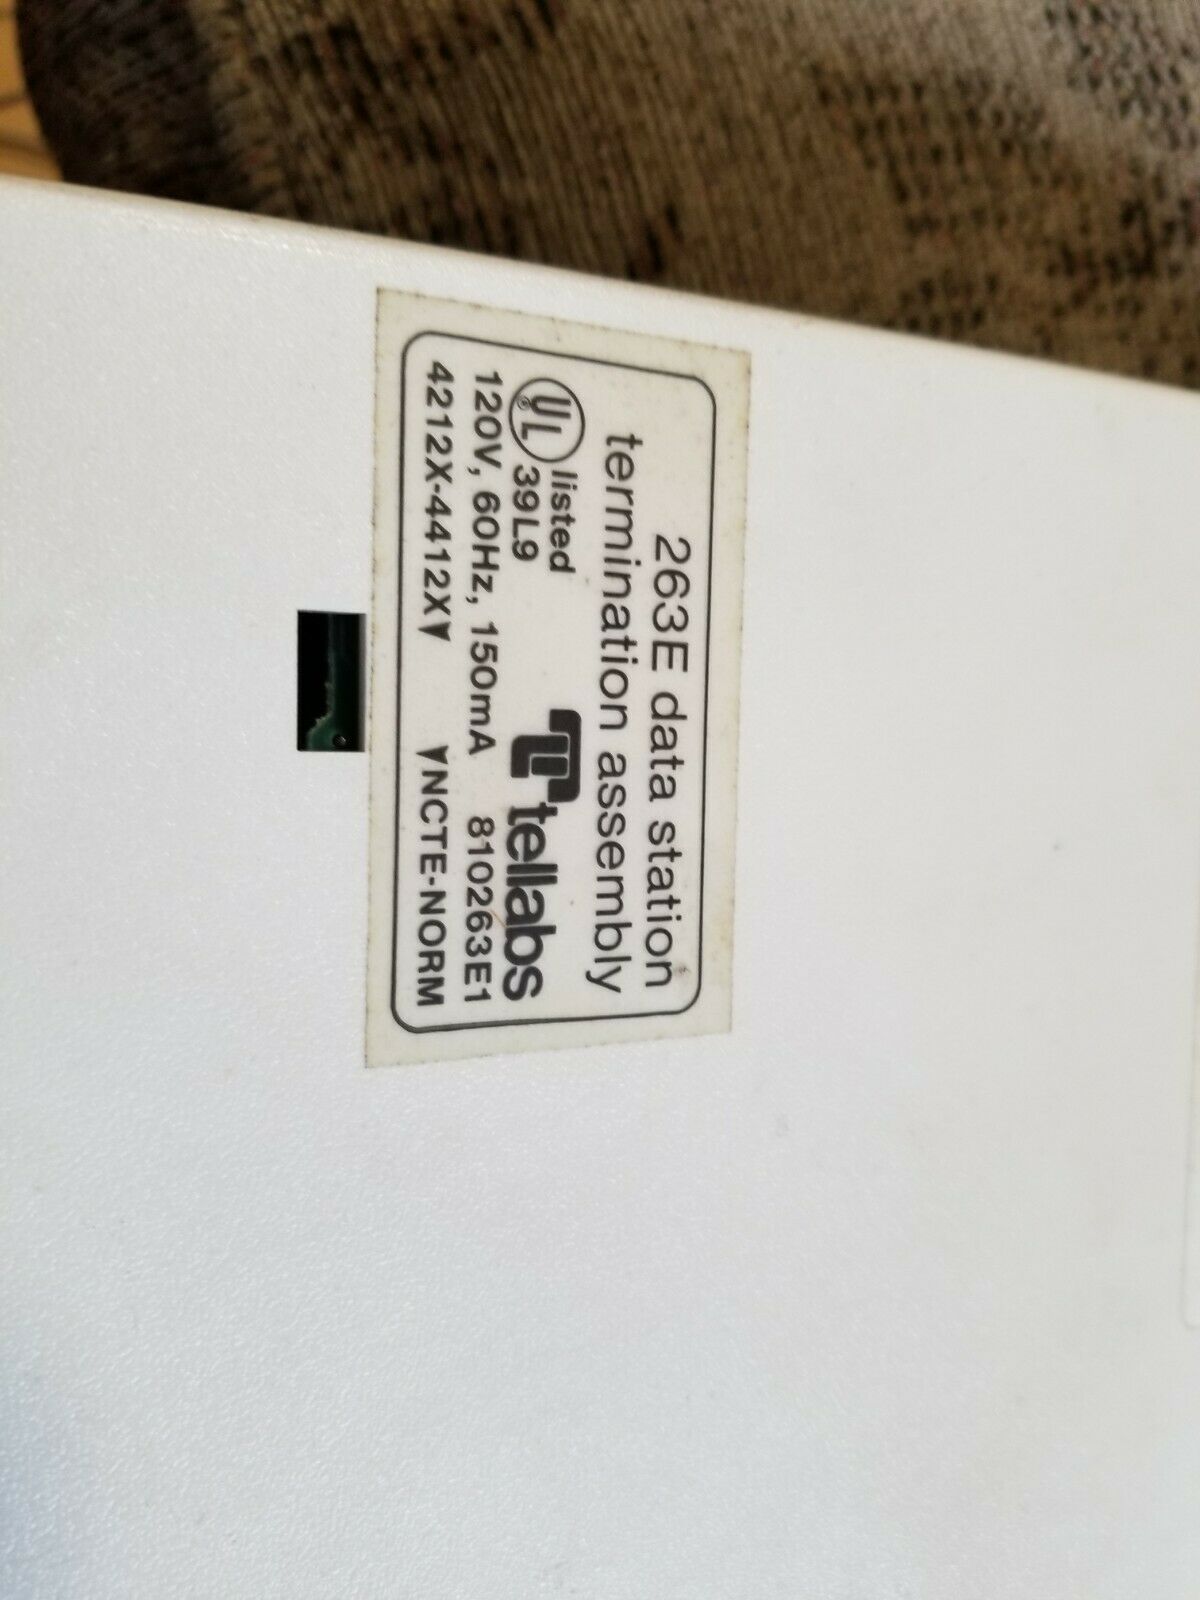 263E data station
termination assembly
UL® listed
39L9
tellabs
120V, 60Hz, 150mA 810263E1
4212X-4412X▼ ▼NCTE-NORM